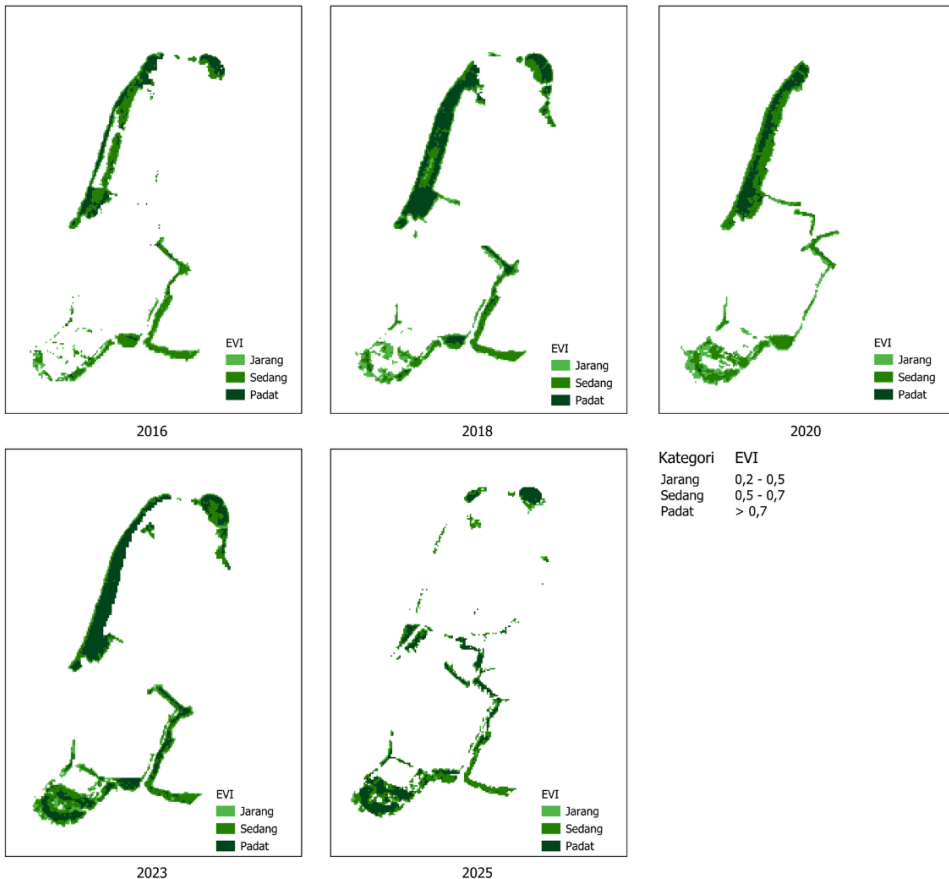 EVI
Jarang
Sedang
Padat
2016
EVI
Jarang
Sedang
Padat
2018
EVI
Jarang
Sedang
Padat
2020
Kategori EVI
Jarang 0,2 - 0,5
Sedang 0,5 - 0,7
Padat > 0,7
EVI
Jarang
Sedang
Padat
2023
EVI
Jarang
Sedang
Padat
2025